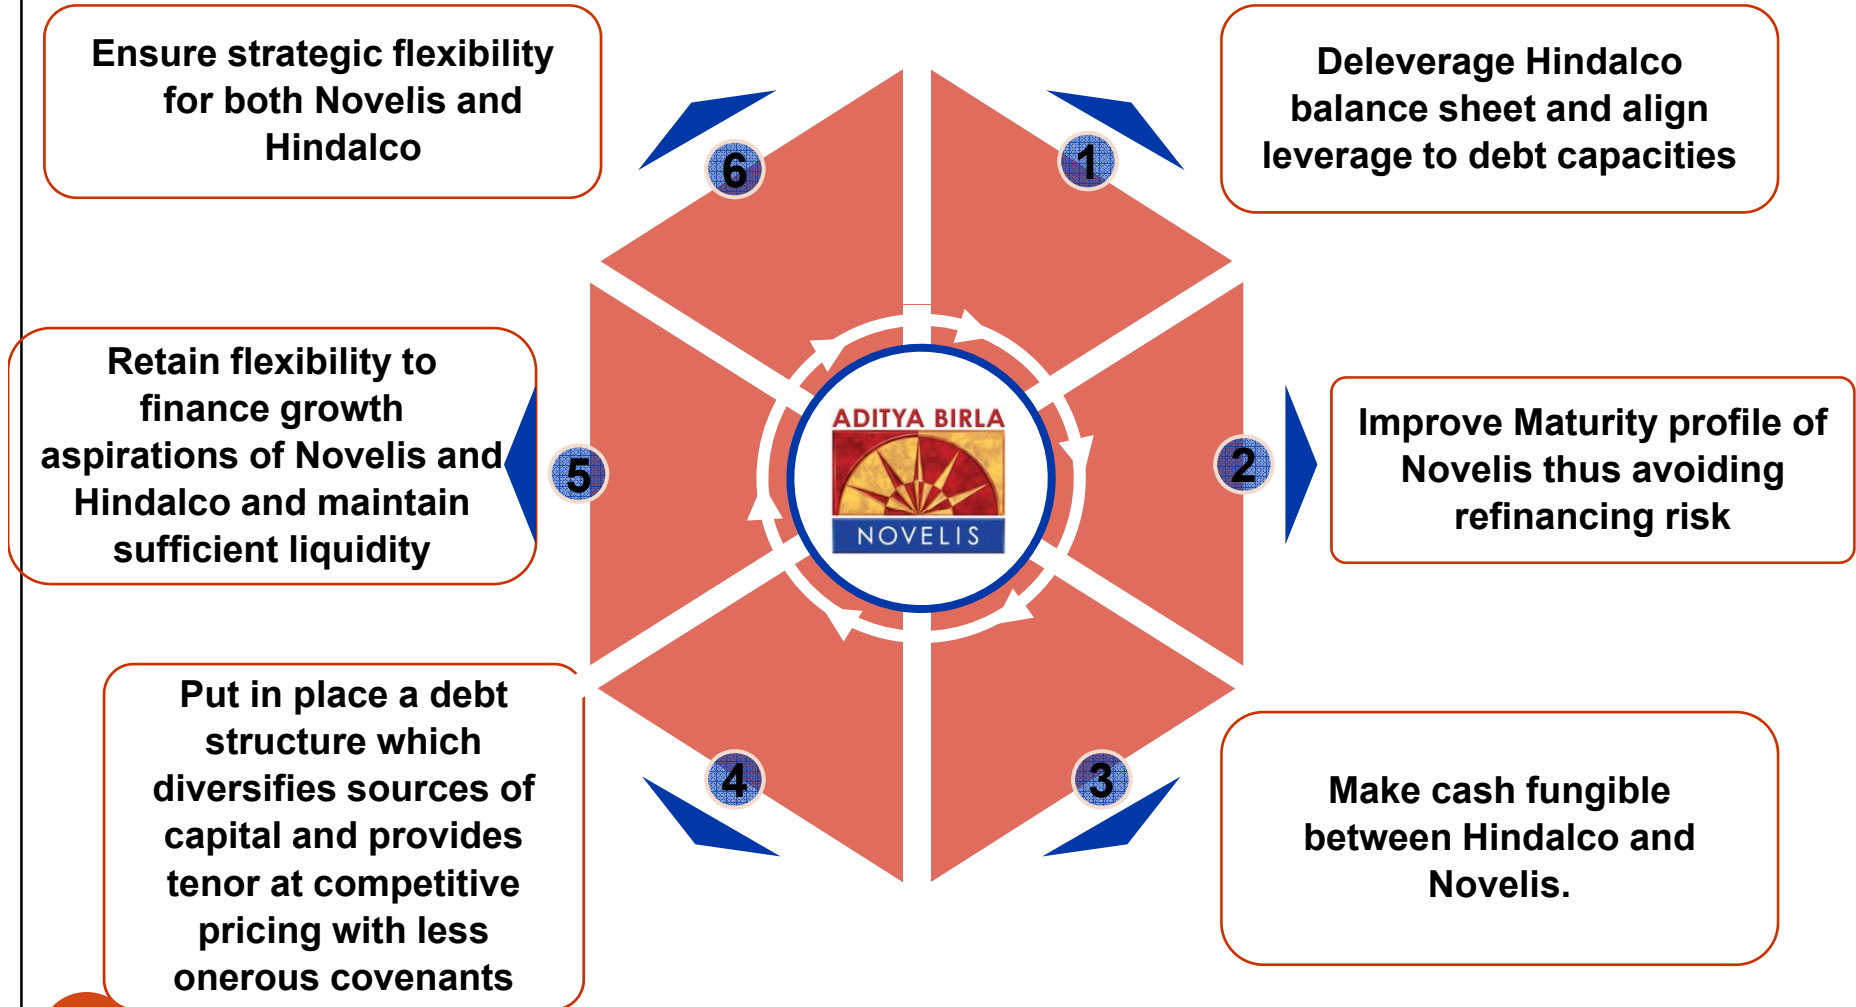 Ensure strategic flexibility
for both Novelis and
Hindalco
6
1
Deleverage Hindalco
balance sheet and align
leverage to debt capacities
Retain flexibility to
finance growth
aspirations of Novelis and
Hindalco and maintain
sufficient liquidity
5
ADITYA BIRLA
NOVELIS
2
Improve Maturity profile of
Novelis thus avoiding
refinancing risk
Put in place a debt
structure which
diversifies sources of
capital and provides
tenor at competitive
pricing with less
onerous covenants
4
3
Make cash fungible
between Hindalco and
Novelis.